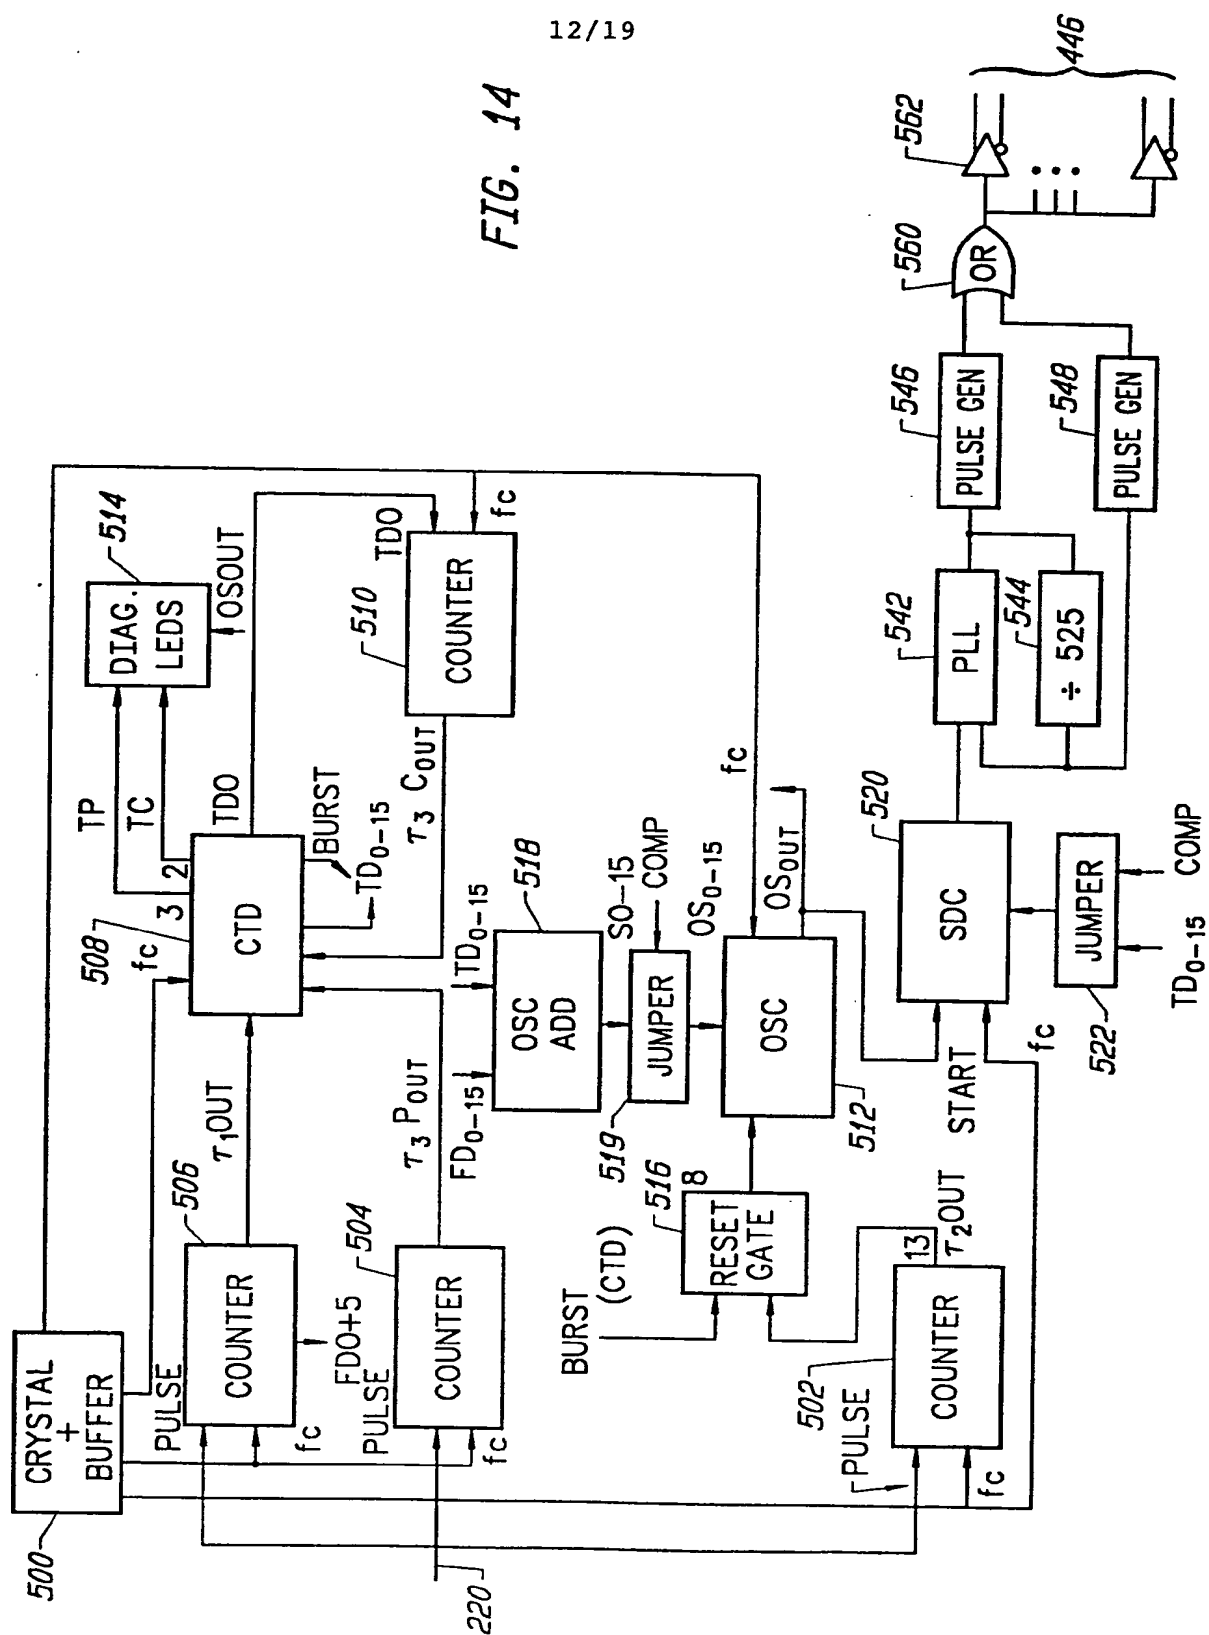 12/19
FIG. 14
500
CRYSTAL
+
BUFFER
220
PULSE
fc
506
COUNTER
FD0+5
τ₁OUT
PULSE
fc
504
COUNTER
τ₃ POUT
508
fc
3
2
CTD
TP
TC
TDO
BURST
TD0-15
τ₃ COUT
514
DIAG.
LEDS
OSOUT
510
COUNTER
TDO
fc
FD0-15
TD0-15
518
OSC
ADD
SO-15
COMP
519
JUMPER
OS0-15
fc
BURST
(CTD)
516
8
RESET
GATE
512
OSC
OSOUT
502
PULSE
fc
COUNTER
13
τ₂OUT
START
fc
520
SDC
522
JUMPER
TD0-15
COMP
542
PLL
544
÷ 525
546
PULSE GEN
548
PULSE GEN
560
OR
562
446